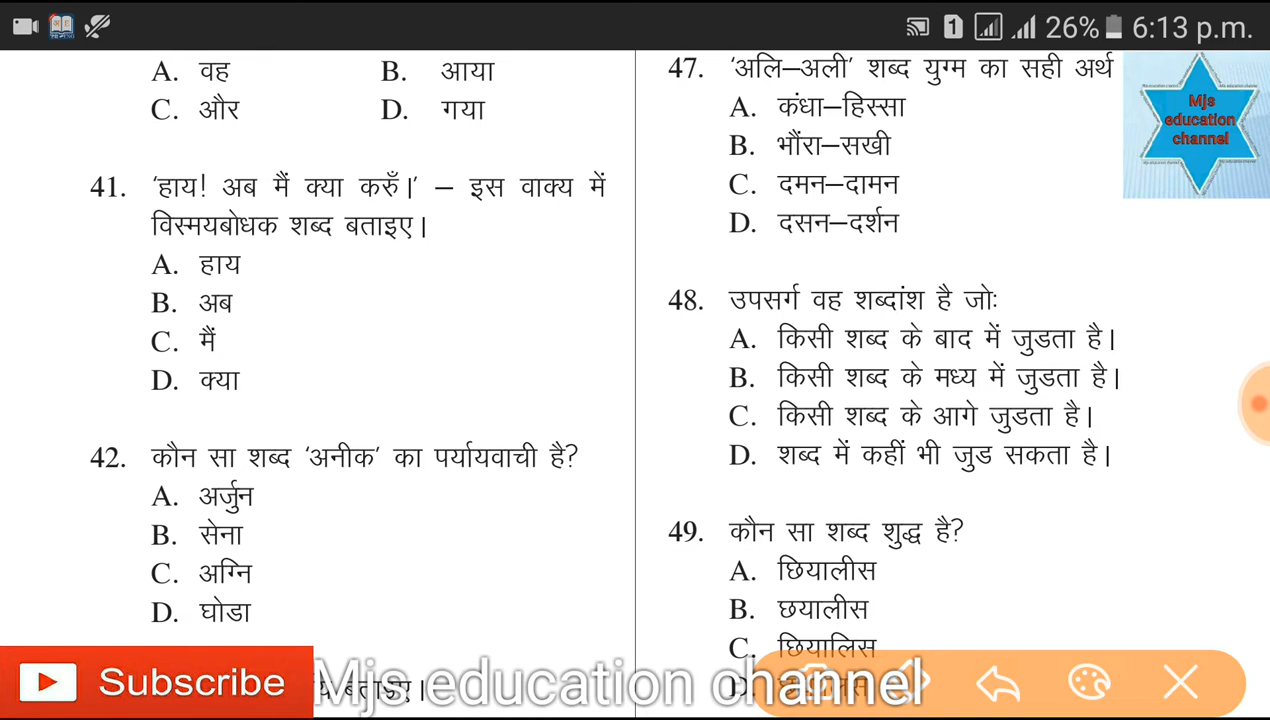 26% 6:13 p.m.
A. वह B. आया
C. और D. गया
41. 'हाय! अब मैं क्या करुँ।' – इस वाक्य में
विस्मयबोधक शब्द बताइए।
A. हाय
B. अब
C. मैं
D. क्या
42. कौन सा शब्द 'अनीक' का पर्यायवाची है?
A. अर्जुन
B. सेना
C. अग्नि
D. घोडा
बताइए।
47. 'अलि–अली' शब्द युग्म का सही अर्थ
A. कंधा–हिस्सा
B. भौंरा–सखी
C. दमन–दामन
D. दसन–दर्शन
48. उपसर्ग वह शब्दांश है जोः
A. किसी शब्द के बाद में जुडता है।
B. किसी शब्द के मध्य में जुडता है।
C. किसी शब्द के आगे जुडता है।
D. शब्द में कहीं भी जुड सकता है।
49. कौन सा शब्द शुद्ध है?
A. छियालीस
B. छयालीस
C. छियालिस
D.
Mjs
education
channel
Subscribe Mjs education channel